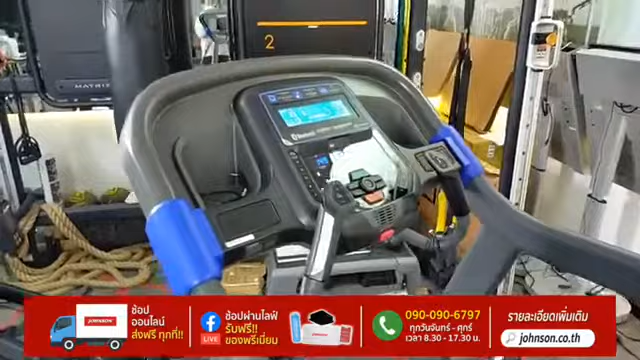 MATRIX
2
JOHNSON
ช้อป
ออนไลน์
ส่งฟรี ทุกที่!!
ช้อปผ่านไลฟ์
รับฟรี!!
ของพรีเมี่ยม
LIVE
090-090-6797
ทุกวันจันทร์ - ศุกร์
เวลา 8.30 - 17.30 น.
รายละเอียดเพิ่มเติม
johnson.co.th